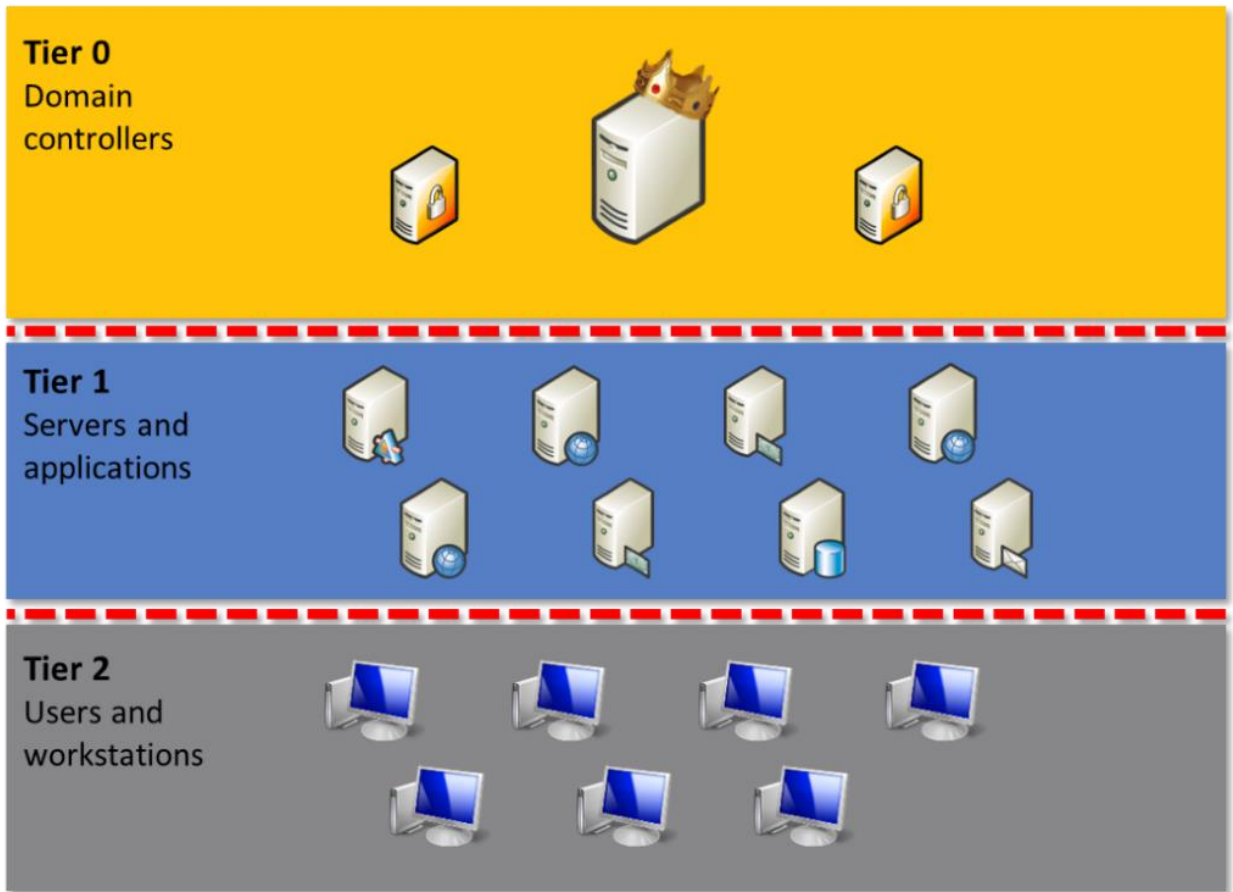 Tier 0
Domain
controllers
Tier 1
Servers and
applications
Tier 2
Users and
workstations